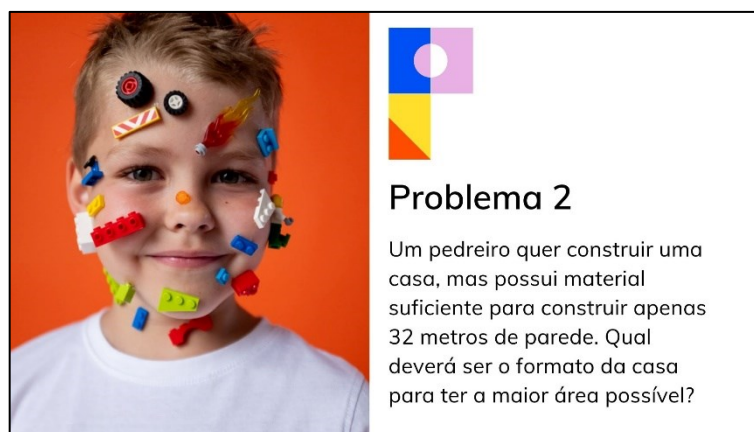 Problema 2
Um pedreiro quer construir uma
casa, mas possui material
suficiente para construir apenas
32 metros de parede. Qual
deverá ser o formato da casa
para ter a maior área possível?